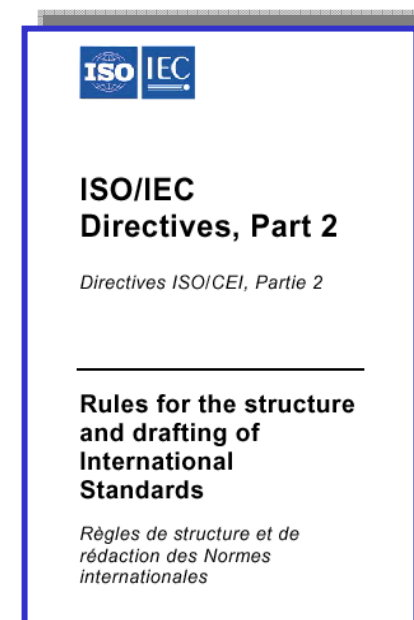 ISO IEC
ISO/IEC
Directives, Part 2
Directives ISO/CEI, Partie 2
Rules for the structure
and drafting of
International
Standards
Règles de structure et de
rédaction des Normes
internationales